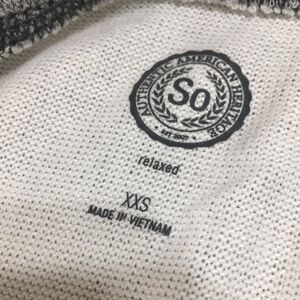 AUTHENTIC AMERICAN HERITAGE
So
EST 2007
relaxed
XXS
MADE IN VIETNAM